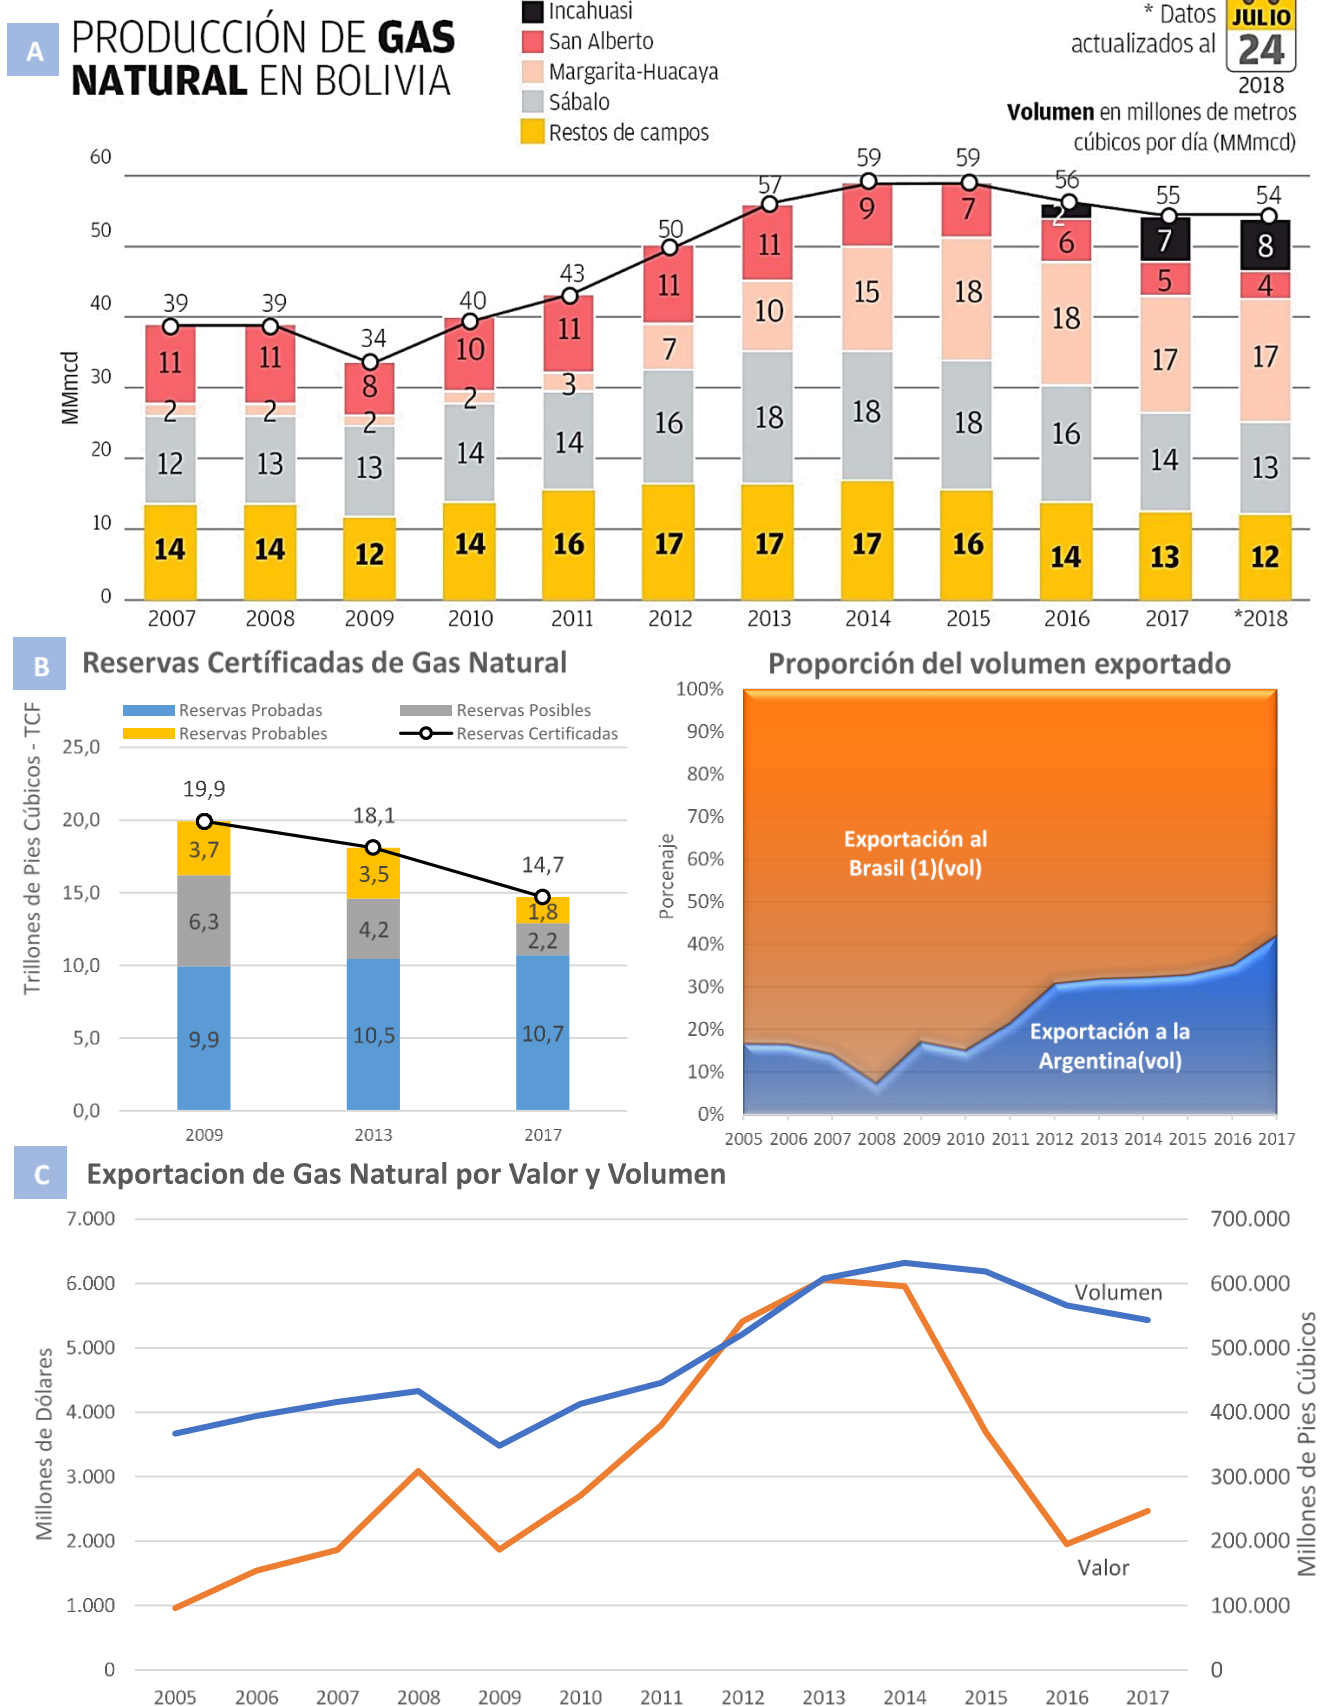 A
PRODUCCIÓN DE GAS
NATURAL EN BOLIVIA
Incahuasi
San Alberto
Margarita-Huacaya
Sábalo
Restos de campos
* Datos
actualizados al
JULIO
24
2018
Volumen en millones de metros
cúbicos por día (MMmcd)
MMmcd
60
50
40
30
20
10
0
39 39 34 40 43 50 57 59 59 56 55 54
2 7 8
11 11 8 10 11 11 11 9 7 6 5 4
2 2 2 2 3 7 10 15 18 18 17 17
12 13 13 14 14 16 18 18 18 16 14 13
14 14 12 14 16 17 17 17 16 14 13 12
2007 2008 2009 2010 2011 2012 2013 2014 2015 2016 2017 *2018
B
Reservas Certíficadas de Gas Natural
Reservas Probadas
Reservas Posibles
Reservas Probables
Reservas Certificadas
Trillones de Pies Cúbicos - TCF
25,0
20,0
15,0
10,0
5,0
0,0
19,9 18,1 14,7
3,7 3,5 1,8
6,3 4,2 2,2
9,9 10,5 10,7
2009 2013 2017
Proporción del volumen exportado
Porcenaje
100%
90%
80%
70%
60%
50%
40%
30%
20%
10%
0%
Exportación al
Brasil (1)(vol)
Exportación a la
Argentina(vol)
2005 2006 2007 2008 2009 2010 2011 2012 2013 2014 2015 2016 2017
C
Exportacion de Gas Natural por Valor y Volumen
Millones de Dólares
7.000
6.000
5.000
4.000
3.000
2.000
1.000
0
Volumen
Valor
700.000
600.000
500.000
400.000
300.000
200.000
100.000
0
Millones de Pies Cúbicos
2005 2006 2007 2008 2009 2010 2011 2012 2013 2014 2015 2016 2017